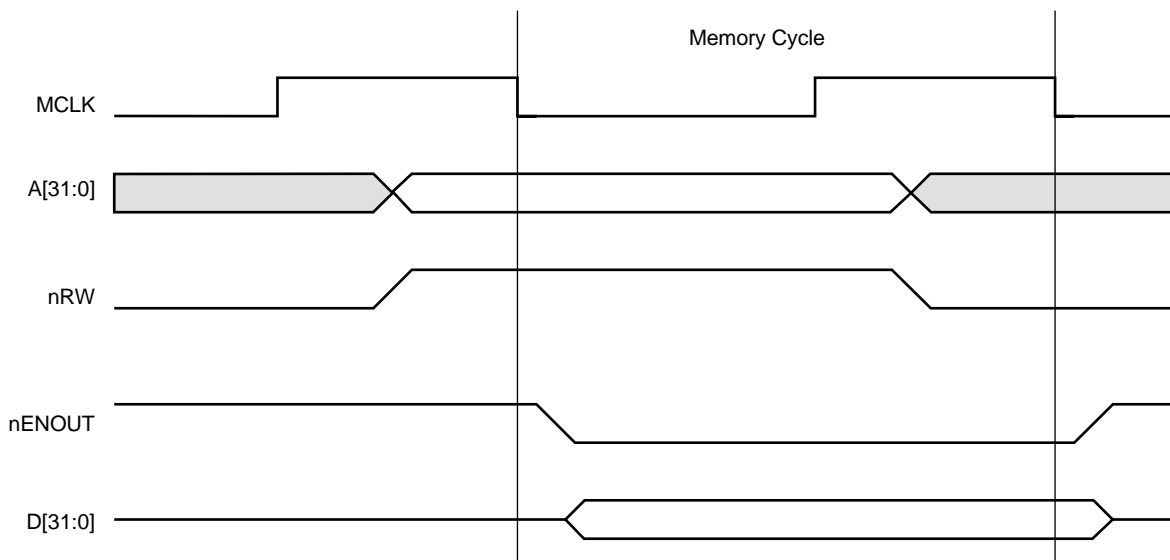 Memory Cycle
MCLK
A[31:0]
nRW
nENOUT
D[31:0]